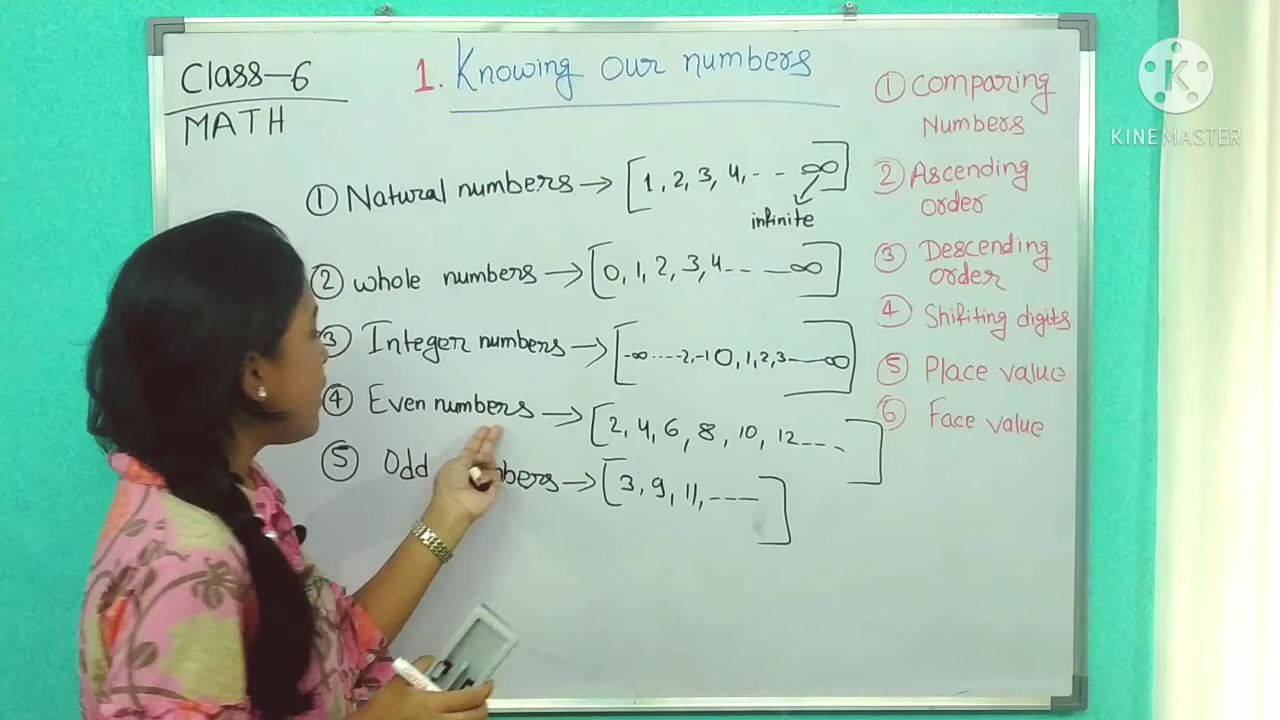 Class-6
MATH
1. Knowing our numbers
① Natural numbers → [1, 2, 3, 4, - - ∞]
infinite
② whole numbers → [0, 1, 2, 3, 4 - - - - ∞]
③ Integer numbers → [-∞ ---- -2, -1 0, 1, 2, 3 —— ∞]
④ Even numbers → [2, 4, 6, 8, 10, 12 - - - -]
⑤ Odd mbers → [3, 9, 11, - - - -]
① Comparing
Numbers
② Ascending
order
③ Descending
order
④ Shifiting digits
⑤ Place value
⑥ Face value
K
KINEMASTER